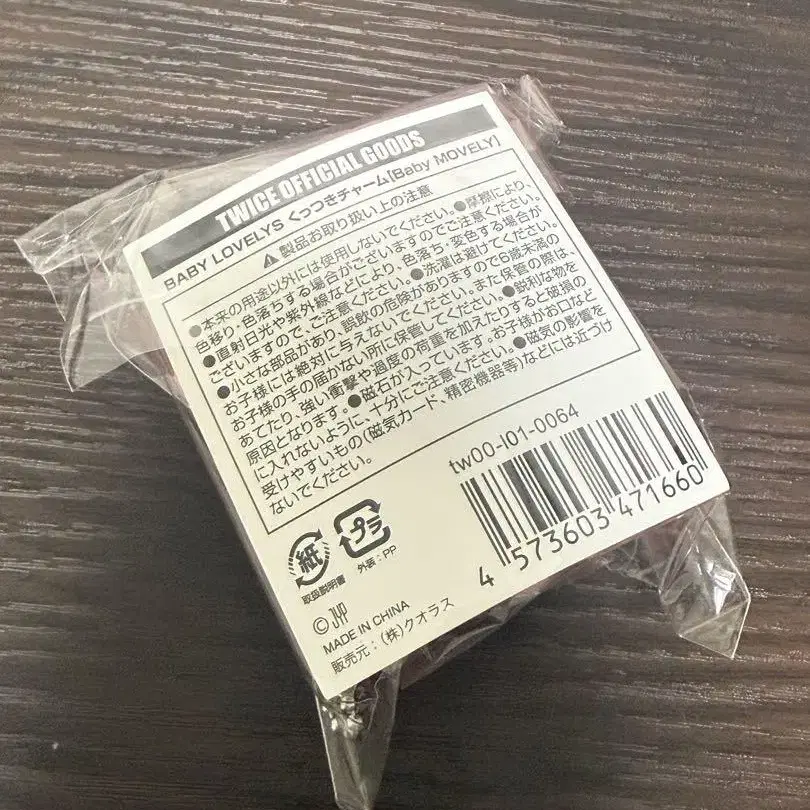 TWICE OFFICIAL GOODS
BABY LOVELYS くっつきチャーム【Baby MOVELY】
⚠ 製品お取り扱い上の注意
●本来の用途以外には使用しないでください。●摩擦により、
色移り・色落ちする場合がございますのでご注意ください。
●直射日光や紫外線などにより、色落ち・変色する場合が
ございますので、ご注意ください。●洗濯は避けてください。
●小さな部品があり、誤飲の危険がありますので6歳未満の
お子様には絶対に与えないでください、また保管の際は、
お子様の手の届かない所に保管してください。●鋭利な物を
あてたり、強い衝撃や過度の荷重を加えたりすると破損の
原因となります。●磁石が入っています。お子様がお口など
に入れないように、十分にご注意ください。●磁気の影響を
受けやすいもの(磁気カード、精密機器等)などには近づけ
ないでください。
tw00-l01-0064
4 573603 471660
紙
取扱説明書
プラ
外装:PP
©JYP
MADE IN CHINA
販売元:(株)クオラス